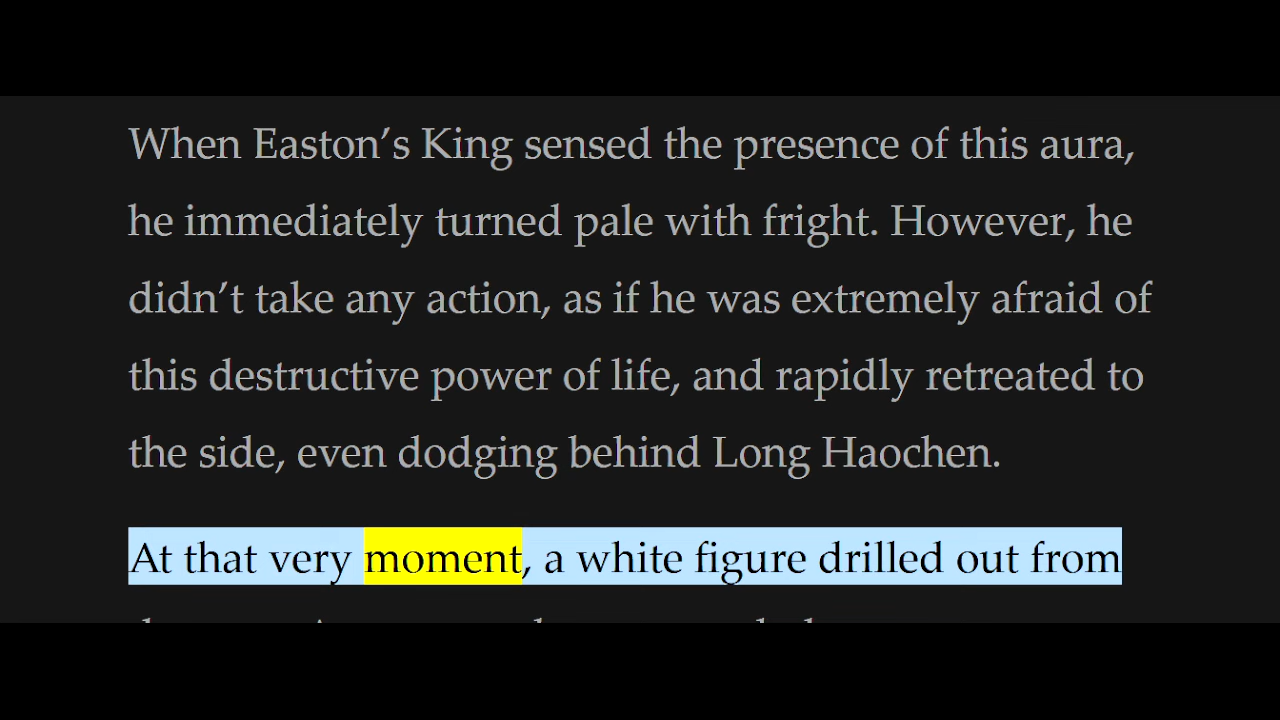 When Easton’s King sensed the presence of this aura,
he immediately turned pale with fright. However, he
didn’t take any action, as if he was extremely afraid of
this destructive power of life, and rapidly retreated to
the side, even dodging behind Long Haochen.
At that very moment, a white figure drilled out from